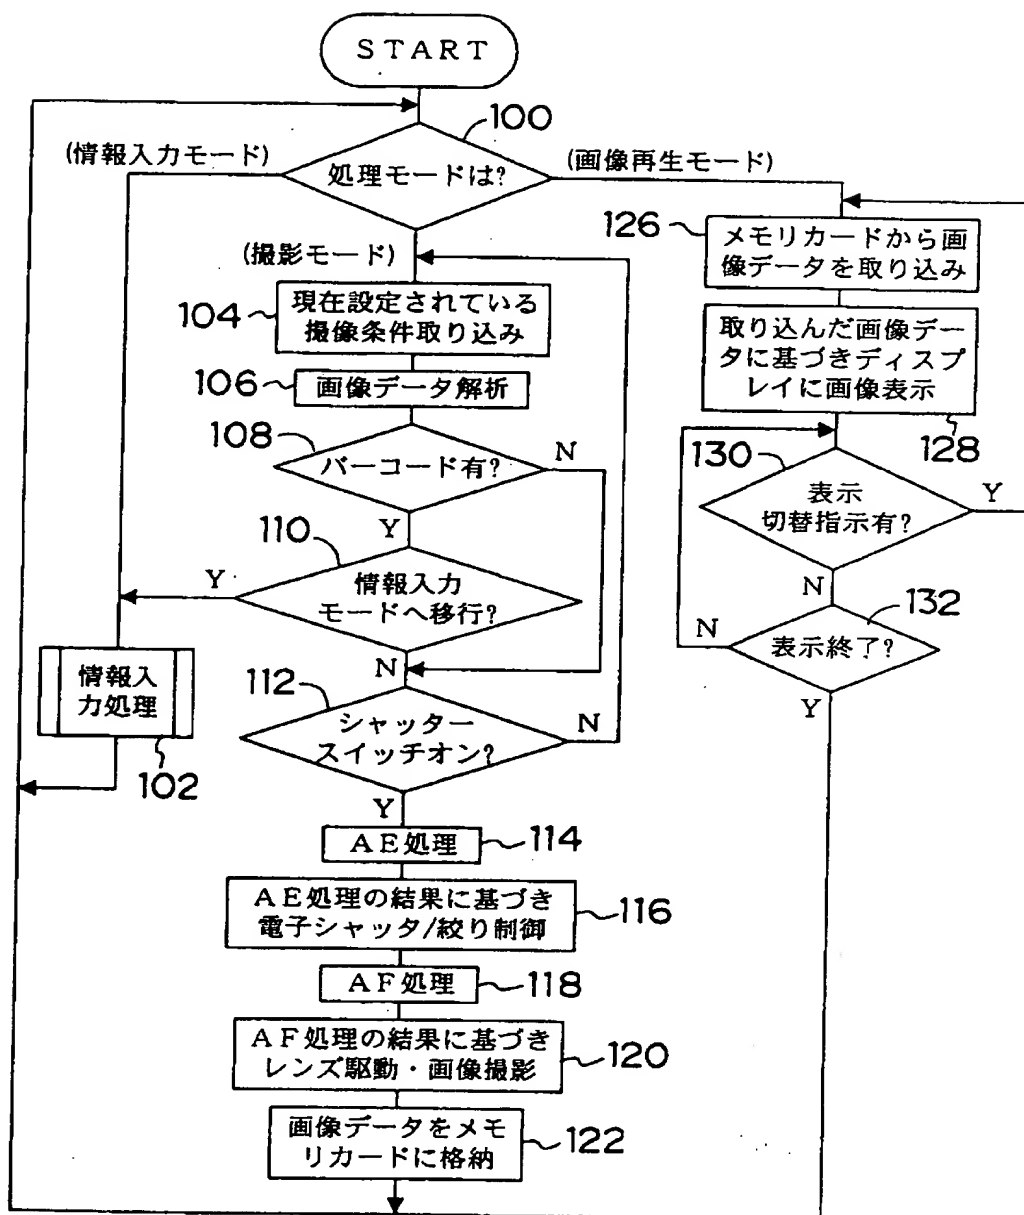 START
100
(情報入力モード)
処理モードは?
(画像再生モード)
(撮影モード)
104
現在設定されている
撮像条件取り込み
106
画像データ解析
108
バーコード有?
N
Y
110
情報入力
モードへ移行?
Y
N
情報入
力処理
102
112
シャッター
スイッチオン?
N
Y
AE処理
114
AE処理の結果に基づき
電子シャッタ/絞り制御
116
AF処理
118
AF処理の結果に基づき
レンズ駆動・画像撮影
120
画像データをメモ
リカードに格納
122
126
メモリカードから画
像データを取り込み
取り込んだ画像デー
タに基づきディスプ
レイに画像表示
128
130
表示
切替指示有?
Y
N
132
表示終了?
N
Y